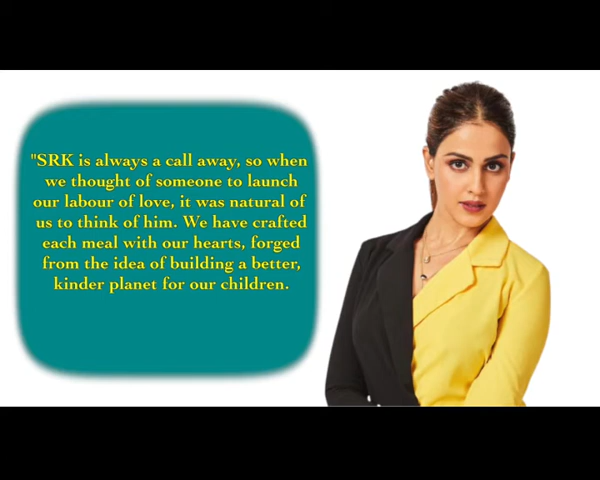 "SRK is always a call away, so when
we thought of someone to launch
our labour of love, it was natural of
us to think of him. We have crafted
each meal with our hearts, forged
from the idea of building a better,
kinder planet for our children.